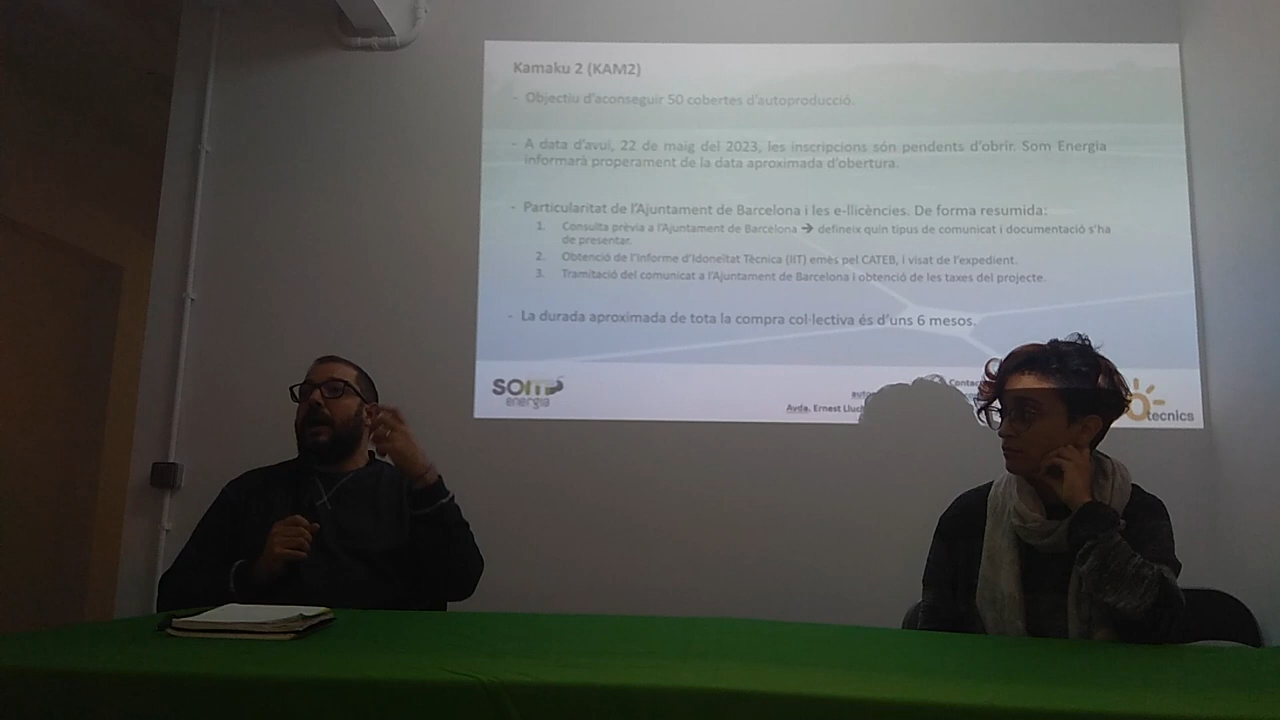 Kamaku 2 (KAM2)
- Objectiu d'aconseguir 50 cobertes d'autoproducció.
- A data d'avui, 22 de maig del 2023, les inscripcions són pendents d'obrir. Som Energia
informarà properament de la data aproximada d'obertura.
- Particularitat de l'Ajuntament de Barcelona i les e-llicències. De forma resumida:
1. Consulta prèvia a l'Ajuntament de Barcelona → defineix quin tipus de comunicat i documentació s'ha
de presentar.
2. Obtenció de l'Informe d'Idoneïtat Tècnica (IIT) emès pel CATEB, i visat de l'expedient.
3. Tramitació del comunicat a l'Ajuntament de Barcelona i obtenció de les taxes del projecte.
- La durada aproximada de tota la compra col·lectiva és d'uns 6 mesos.
SOM
energia
Avda. Ernest
tecnics